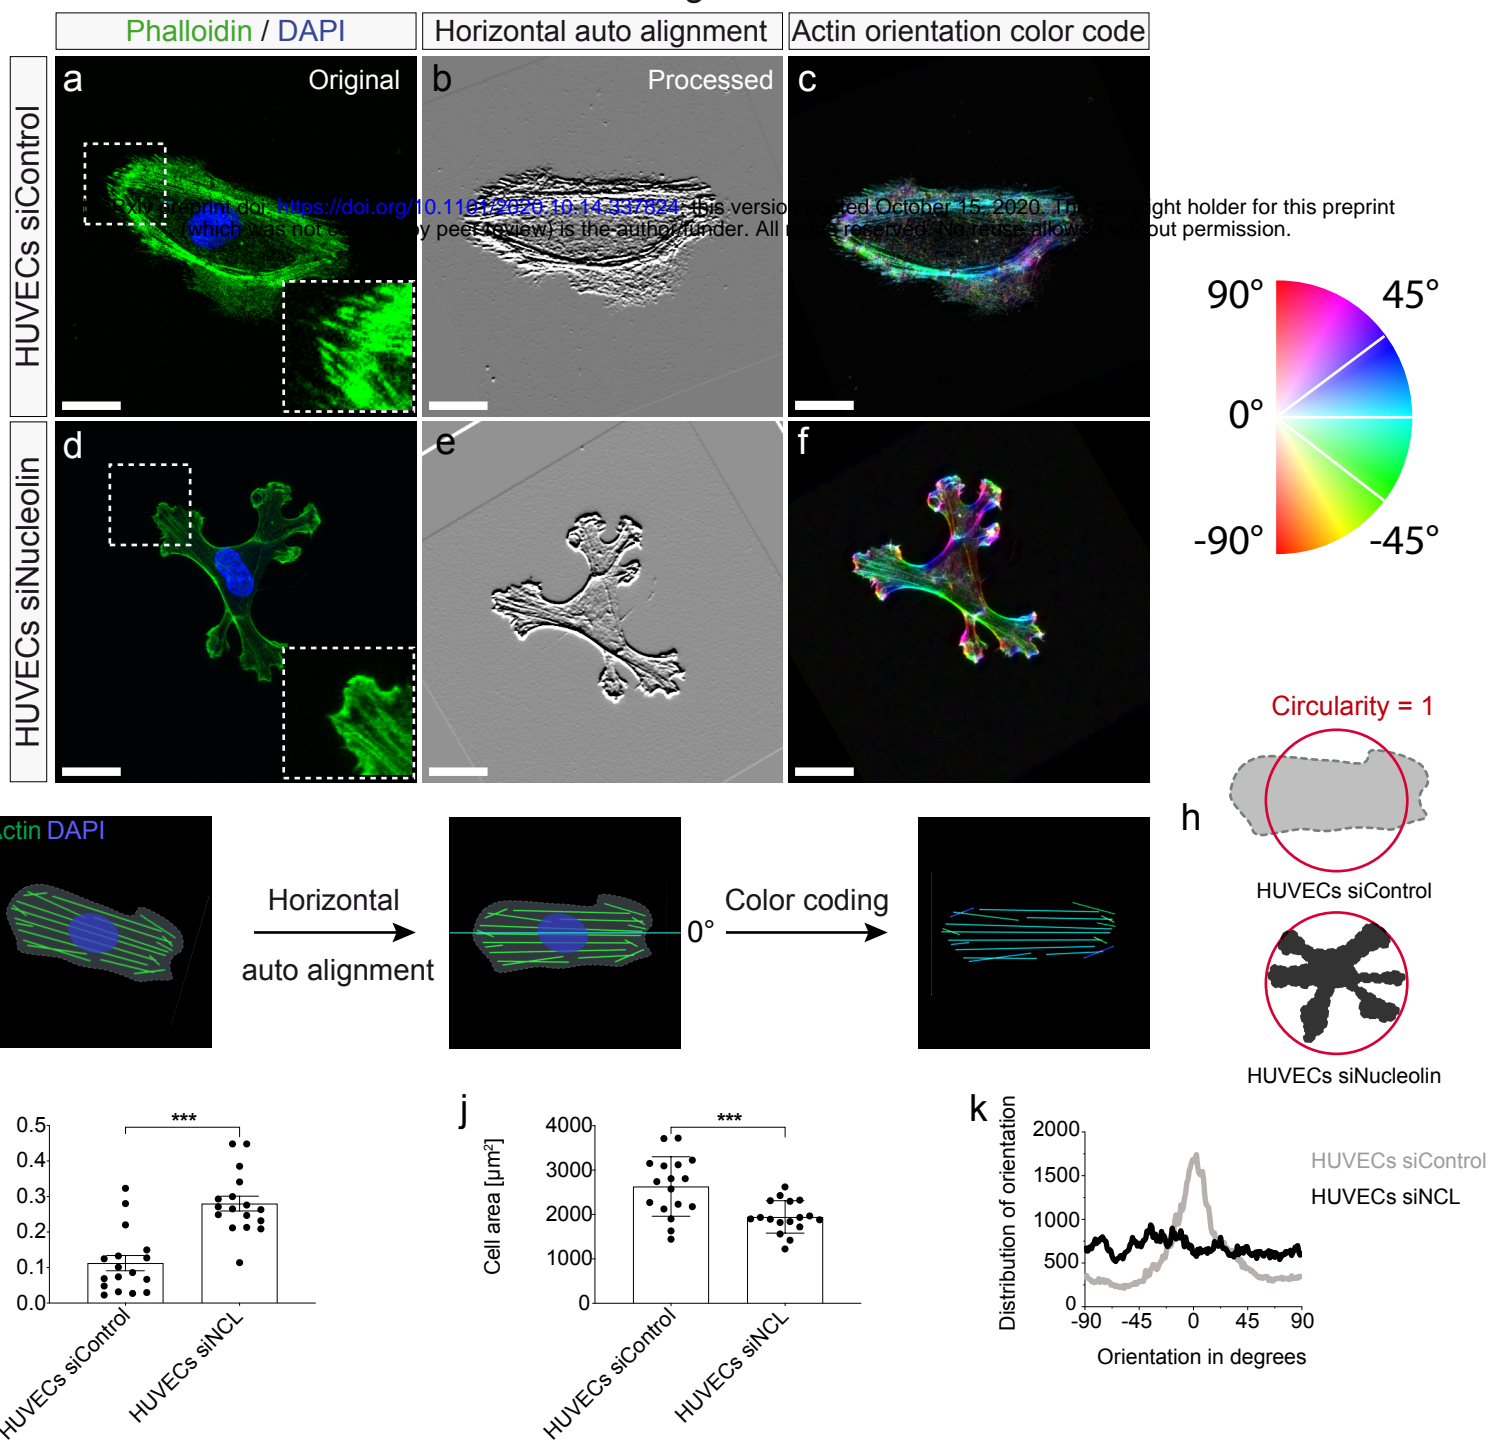 Phalloidin / DAPI
Horizontal auto alignment
Actin orientation color code
HUVECs siControl
a
Original
b
Processed
c
preprint doi: https://doi.org/10.1101/2020.10.14.337824; this version posted October 15, 2020. The copyright holder for this preprint
(which was not certified by peer review) is the author/funder. All rights reserved. No reuse allowed without permission.
90°
45°
0°
-90°
-45°
HUVECs siNucleolin
d
e
f
Circularity = 1
h
HUVECs siControl
HUVECs siNucleolin
Actin DAPI
Horizontal
auto alignment
0°
Color coding
0.5
0.4
0.3
0.2
0.1
0.0
***
HUVECs siControl
HUVECs siNCL
j
Cell area [µm²]
4000
3000
2000
1000
0
***
HUVECs siControl
HUVECs siNCL
k
Distribution of orientation
2000
1500
1000
500
0
-90
-45
0
45
90
Orientation in degrees
HUVECs siControl
HUVECs siNCL